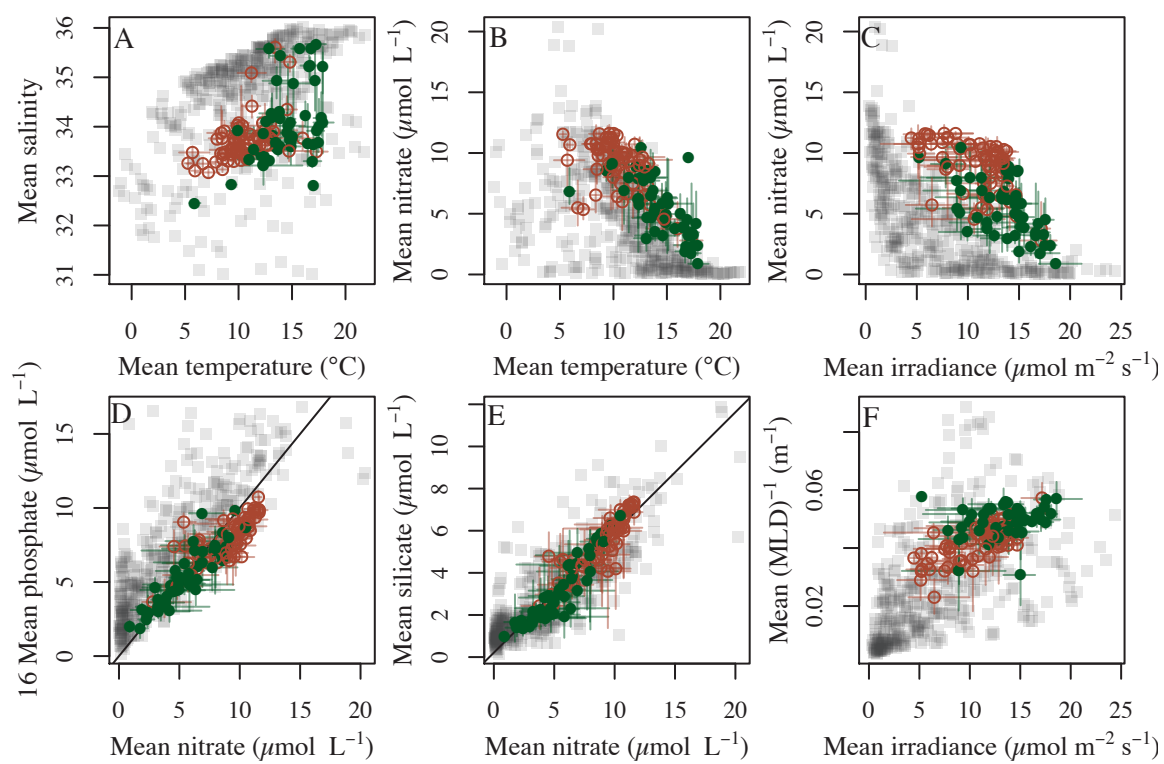 A
Mean salinity
31 32 33 34 35 36
0 5 10 15 20
Mean temperature (°C)
B
Mean nitrate (μmol L⁻¹)
0 5 10 15 20
0 5 10 15 20
Mean temperature (°C)
C
Mean nitrate (μmol L⁻¹)
0 5 10 15 20
0 5 10 15 20 25
Mean irradiance (μmol m⁻² s⁻¹)
D
16 Mean phosphate (μmol L⁻¹)
0 5 10 15
0 5 10 15 20
Mean nitrate (μmol L⁻¹)
E
Mean silicate (μmol L⁻¹)
0 2 4 6 8 10
0 5 10 15 20
Mean nitrate (μmol L⁻¹)
F
Mean (MLD)⁻¹ (m⁻¹)
0.02 0.06
0 5 10 15 20 25
Mean irradiance (μmol m⁻² s⁻¹)